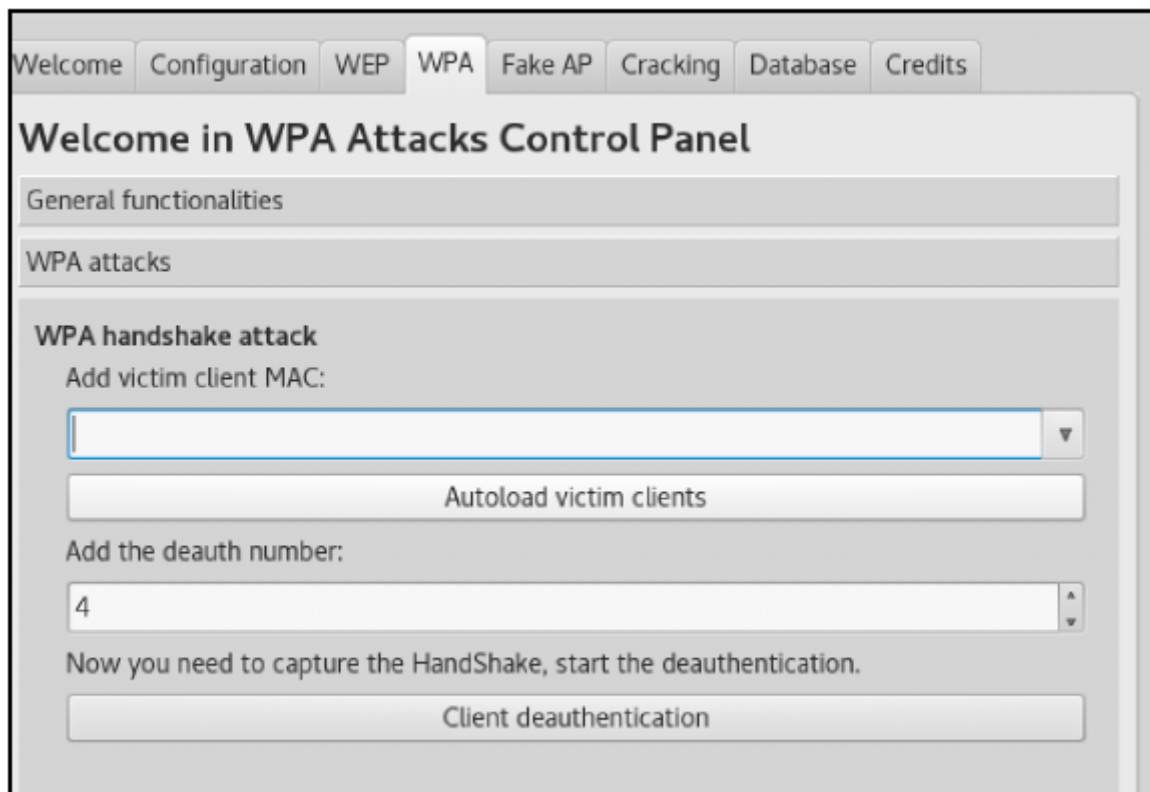 Welcome Configuration WEP WPA Fake AP Cracking Database Credits
Welcome in WPA Attacks Control Panel
General functionalities
WPA attacks
WPA handshake attack
Add victim client MAC:
Autoload victim clients
Add the deauth number:
4
Now you need to capture the HandShake, start the deauthentication.
Client deauthentication